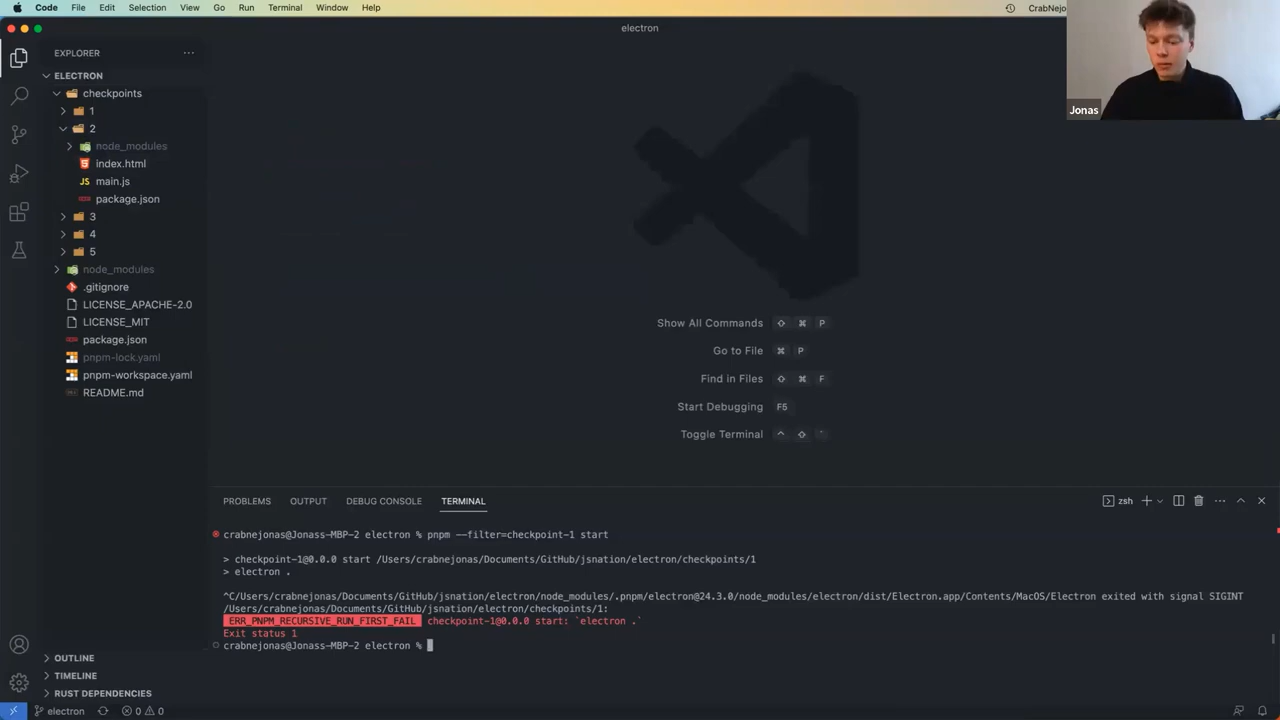 Code File Edit Selection View Go Run Terminal Window Help
CrabNejo
electron
EXPLORER
ELECTRON
checkpoints
1
2
node_modules
index.html
JS main.js
package.json
3
4
5
node_modules
.gitignore
LICENSE_APACHE-2.0
LICENSE_MIT
package.json
pnpm-lock.yaml
pnpm-workspace.yaml
README.md
OUTLINE
TIMELINE
RUST DEPENDENCIES
Jonas
Show All Commands ⇧ ⌘ P
Go to File ⌘ P
Find in Files ⇧ ⌘ F
Start Debugging F5
Toggle Terminal ^ ⇧ `
PROBLEMS OUTPUT DEBUG CONSOLE TERMINAL
zsh
crabnejonas@Jonass-MBP-2 electron % pnpm --filter=checkpoint-1 start
> checkpoint-1@0.0.0 start /Users/crabnejonas/Documents/GitHub/jsnation/electron/checkpoints/1
> electron .
^C/Users/crabnejonas/Documents/GitHub/jsnation/electron/node_modules/.pnpm/electron@24.3.0/node_modules/electron/dist/Electron.app/Contents/MacOS/Electron exited with signal SIGINT
/Users/crabnejonas/Documents/GitHub/jsnation/electron/checkpoints/1:
ERR_PNPM_RECURSIVE_RUN_FIRST_FAIL checkpoint-1@0.0.0 start: `electron .`
Exit status 1
crabnejonas@Jonass-MBP-2 electron %
electron 0 0